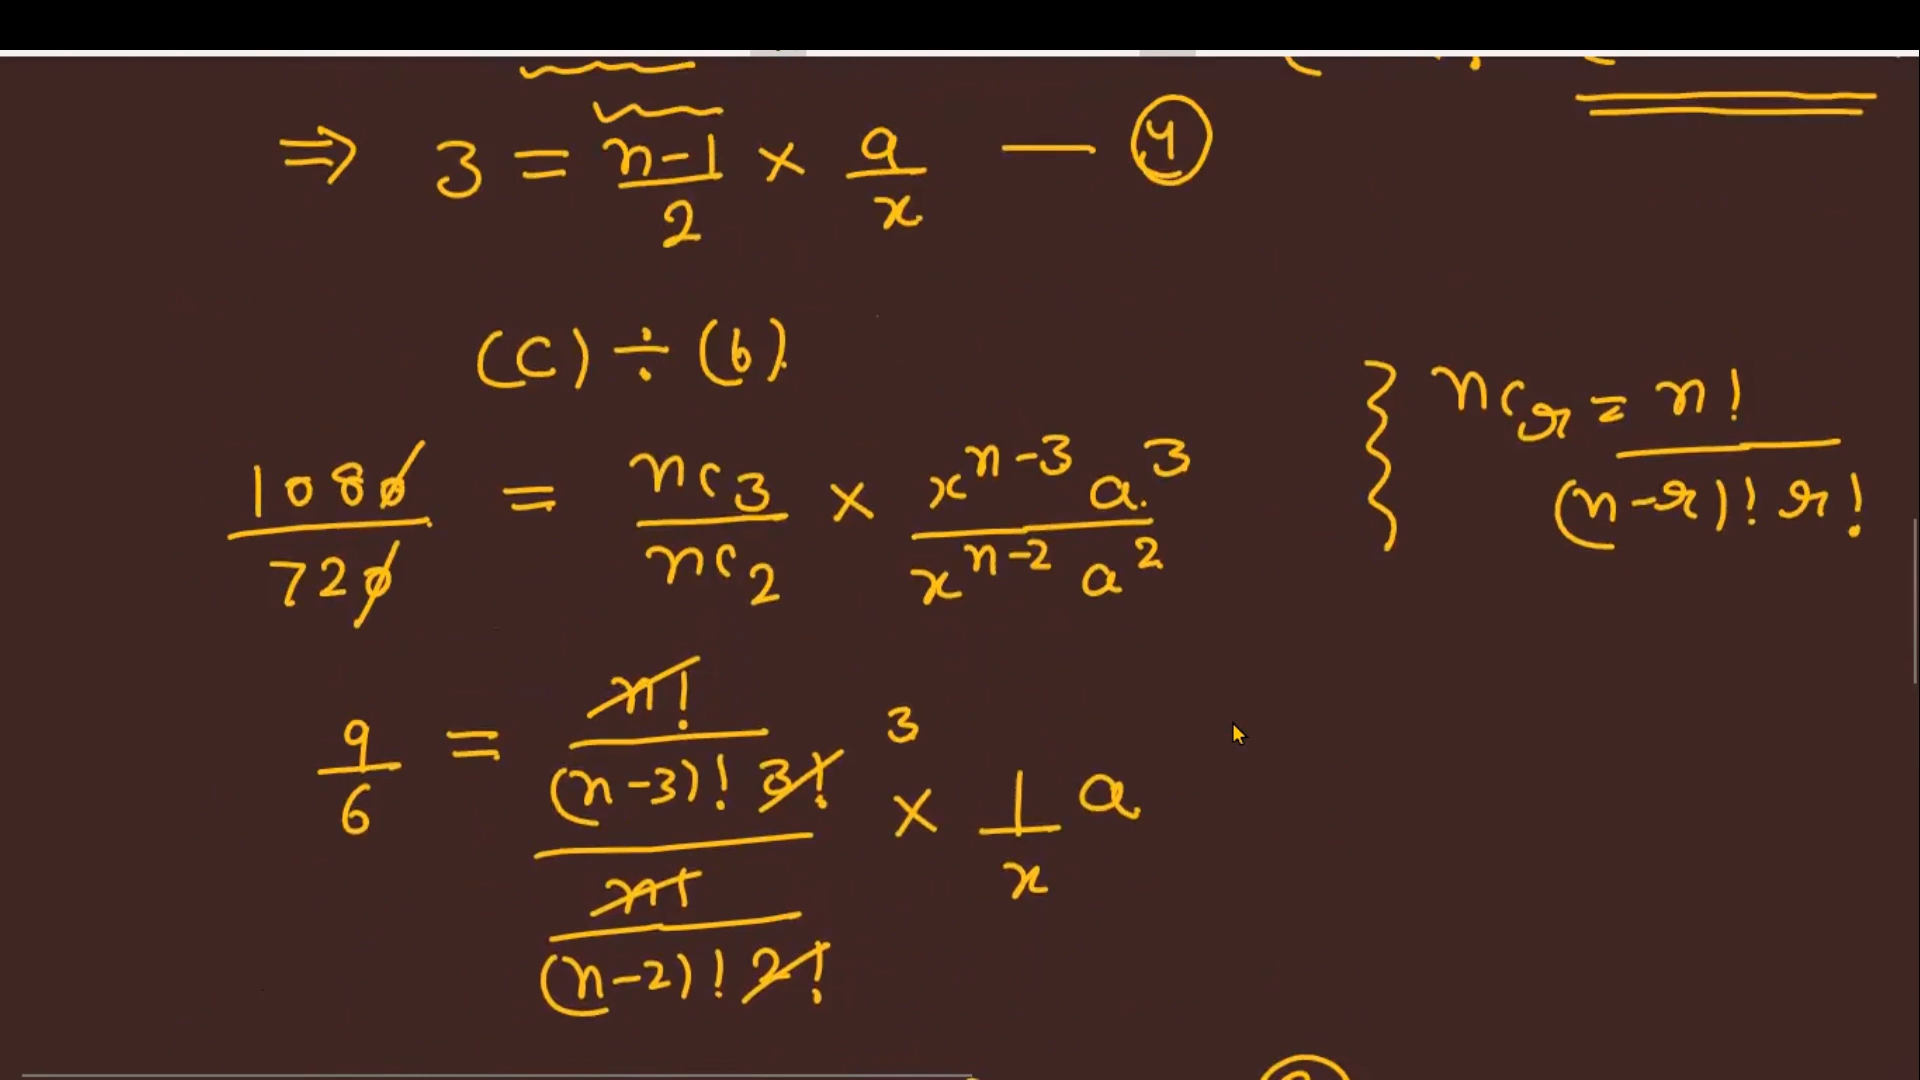 ⇒ 3 = n-1/2 × a/x — (4)
(C) ÷ (b)
1080/720 = nc3/nc2 × x^n-3 a^3/x^n-2 a^2
} ncr = n!/(n-r)! r!
9/6 = n!/(n-3)! 3! / n!/(n-2)! 2! 3 × 1/x a